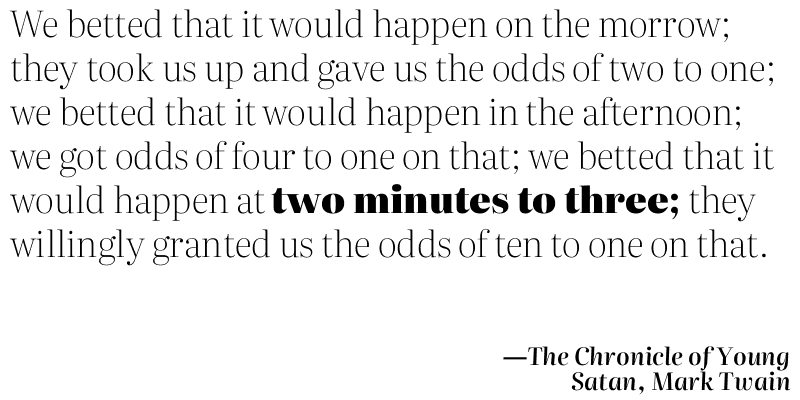 We betted that it would happen on the morrow;
they took us up and gave us the odds of two to one;
we betted that it would happen in the afternoon;
we got odds of four to one on that; we betted that it
would happen at two minutes to three; they
willingly granted us the odds of ten to one on that.
—The Chronicle of Young
Satan, Mark Twain